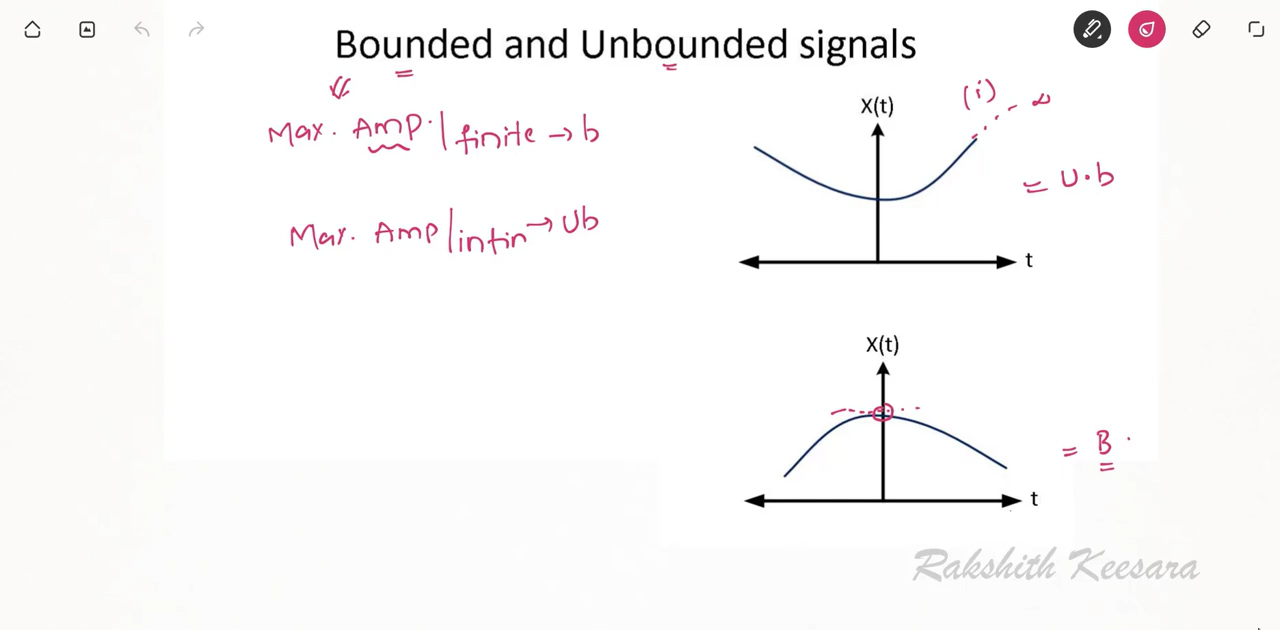 Bounded and Unbounded signals
Max. Amp. | finite → b
Max. Amp | infin → Ub
X(t)
(i)
∞
= U.b
t
X(t)
= B
t
Rakshith Keesara